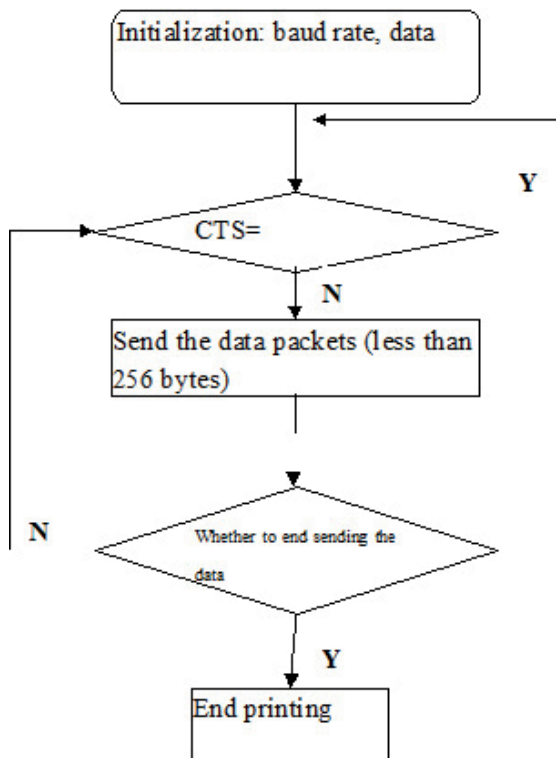 Initialization: baud rate, data
Y
CTS=
N
Send the data packets (less than
256 bytes)
N
Whether to end sending the
data
Y
End printing